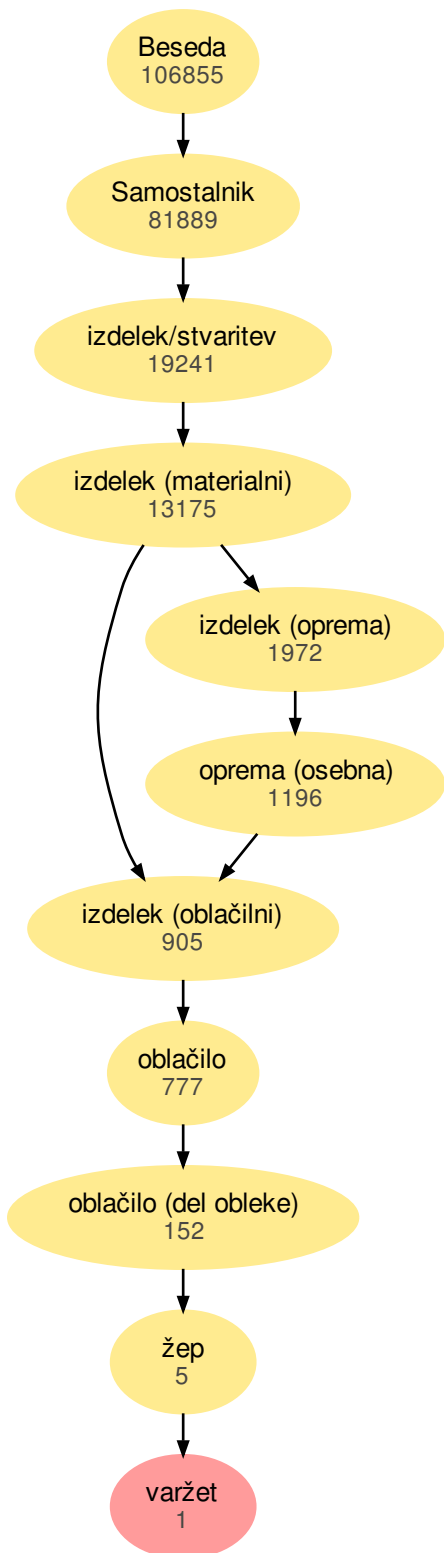 Beseda
106855
Samostalnik
81889
izdelek/stvaritev
19241
izdelek (materialni)
13175
izdelek (oprema)
1972
oprema (osebna)
1196
izdelek (oblačilni)
905
oblačilo
777
oblačilo (del obleke)
152
žep
5
varžet
1